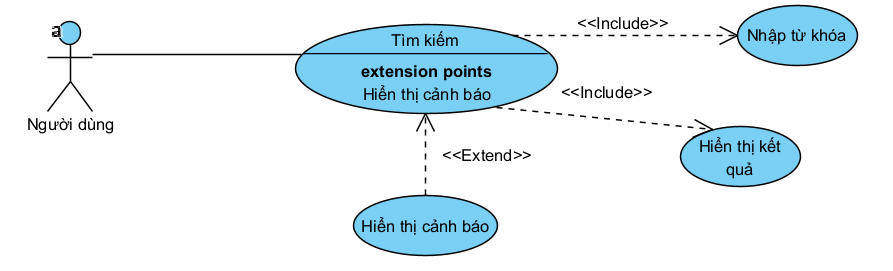 a
<<Include>>
Nhập từ khóa
Tìm kiếm
extension points
Hiển thị cảnh báo
<<Include>>
Người dùng
Hiển thị kết
quả
<<Extend>>
Hiển thị cảnh báo